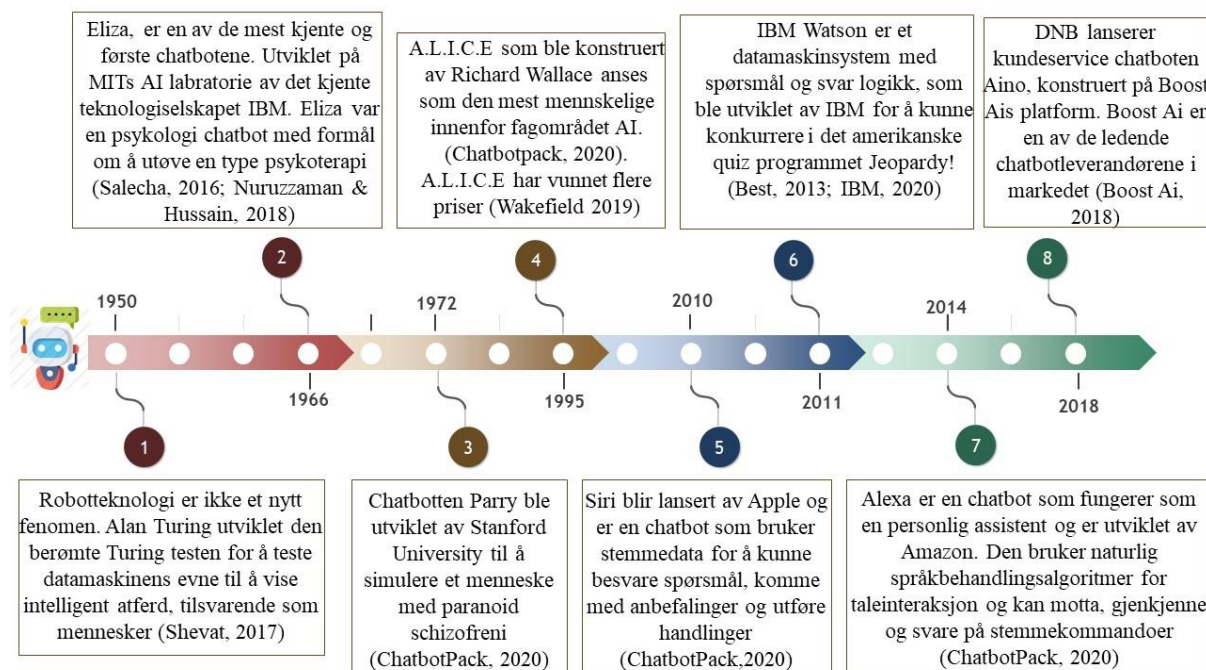 Eliza, er en av de mest kjente og
første chatbotene. Utviklet på
MITs AI labratorie av det kjente
teknologiselskapet IBM. Eliza var
en psykologi chatbot med formål
om å utøve en type psykoterapi
(Salecha, 2016; Nuruzzaman &
Hussain, 2018)
A.L.I.C.E som ble konstruert
av Richard Wallace anses
som den mest mennskelige
innenfor fagområdet AI.
(Chatbotpack, 2020).
A.L.I.C.E har vunnet flere
priser (Wakefield 2019)
IBM Watson er et
datamaskinsystem med
spørsmål og svar logikk, som
ble utviklet av IBM for å kunne
konkurrere i det amerikanske
quiz programmet Jeopardy!
(Best, 2013; IBM, 2020)
DNB lanserer
kundeservice chatboten
Aino, konstruert på Boost
Ais platform. Boost Ai er
en av de ledende
chatbotleverandørene i
markedet (Boost Ai,
2018)
2
4
6
8
1950
1972
2010
2014
1966
1995
2011
2018
1
3
5
7
Robotteknologi er ikke et nytt
fenomen. Alan Turing utviklet den
berømte Turing testen for å teste
datamaskinens evne til å vise
intelligent atferd, tilsvarende som
mennesker (Shevat, 2017)
Chatbotten Parry ble
utviklet av Stanford
University til å
simulere et menneske
med paranoid
schizofreni
(ChatbotPack, 2020)
Siri blir lansert av Apple og
er en chatbot som bruker
stemmedata for å kunne
besvare spørsmål, komme
med anbefalinger og utføre
handlinger
(ChatbotPack,2020)
Alexa er en chatbot som fungerer som
en personlig assistent og er utviklet av
Amazon. Den bruker naturlig
språkbehandlingsalgoritmer for
taleinteraksjon og kan motta, gjenkjenne
og svare på stemmekommandoer
(ChatbotPack, 2020)